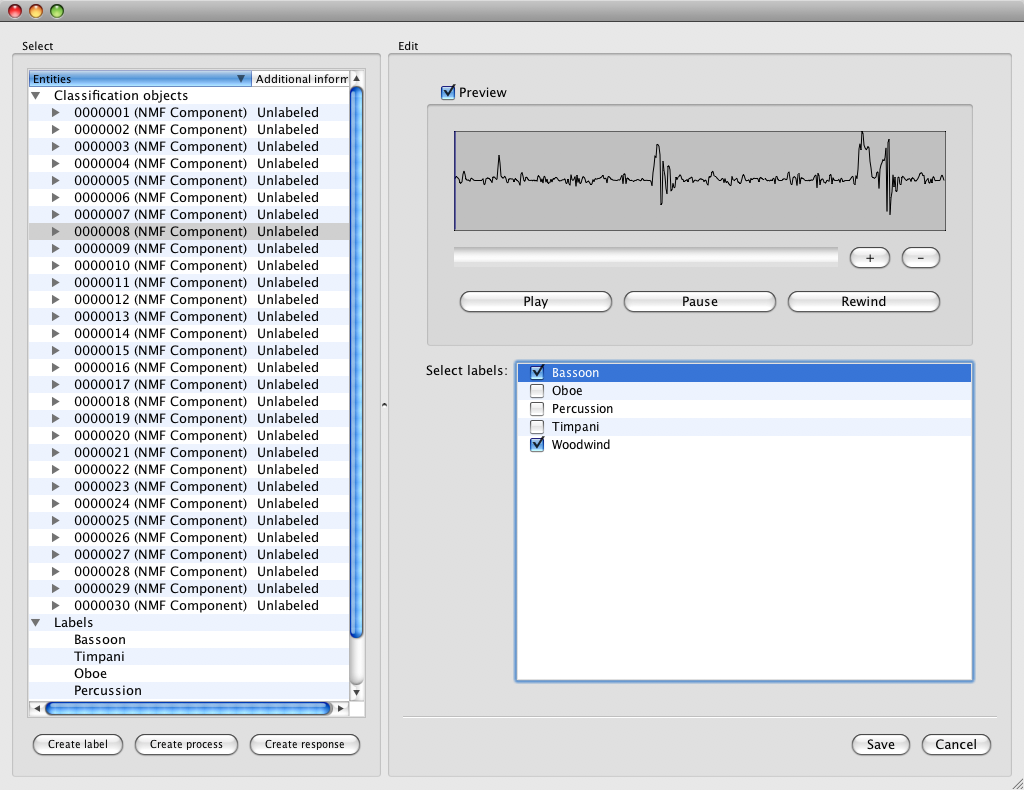 Select
Entities Additional inform
Classification objects
0000001 (NMF Component) Unlabeled
0000002 (NMF Component) Unlabeled
0000003 (NMF Component) Unlabeled
0000004 (NMF Component) Unlabeled
0000005 (NMF Component) Unlabeled
0000006 (NMF Component) Unlabeled
0000007 (NMF Component) Unlabeled
0000008 (NMF Component) Unlabeled
0000009 (NMF Component) Unlabeled
0000010 (NMF Component) Unlabeled
0000011 (NMF Component) Unlabeled
0000012 (NMF Component) Unlabeled
0000013 (NMF Component) Unlabeled
0000014 (NMF Component) Unlabeled
0000015 (NMF Component) Unlabeled
0000016 (NMF Component) Unlabeled
0000017 (NMF Component) Unlabeled
0000018 (NMF Component) Unlabeled
0000019 (NMF Component) Unlabeled
0000020 (NMF Component) Unlabeled
0000021 (NMF Component) Unlabeled
0000022 (NMF Component) Unlabeled
0000023 (NMF Component) Unlabeled
0000024 (NMF Component) Unlabeled
0000025 (NMF Component) Unlabeled
0000026 (NMF Component) Unlabeled
0000027 (NMF Component) Unlabeled
0000028 (NMF Component) Unlabeled
0000029 (NMF Component) Unlabeled
0000030 (NMF Component) Unlabeled
Labels
Bassoon
Timpani
Oboe
Percussion
Create label Create process Create response
Edit
Preview
+ -
Play Pause Rewind
Select labels:
Bassoon
Oboe
Percussion
Timpani
Woodwind
Save Cancel